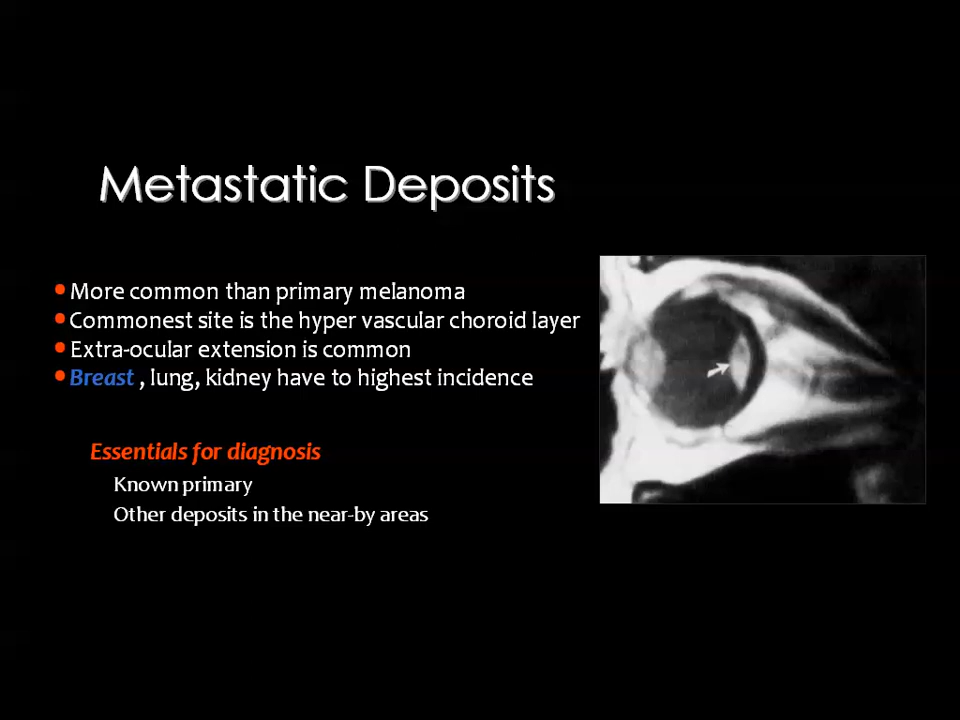 Metastatic Deposits
• More common than primary melanoma
• Commonest site is the hyper vascular choroid layer
• Extra-ocular extension is common
• Breast , lung, kidney have to highest incidence
Essentials for diagnosis
Known primary
Other deposits in the near-by areas